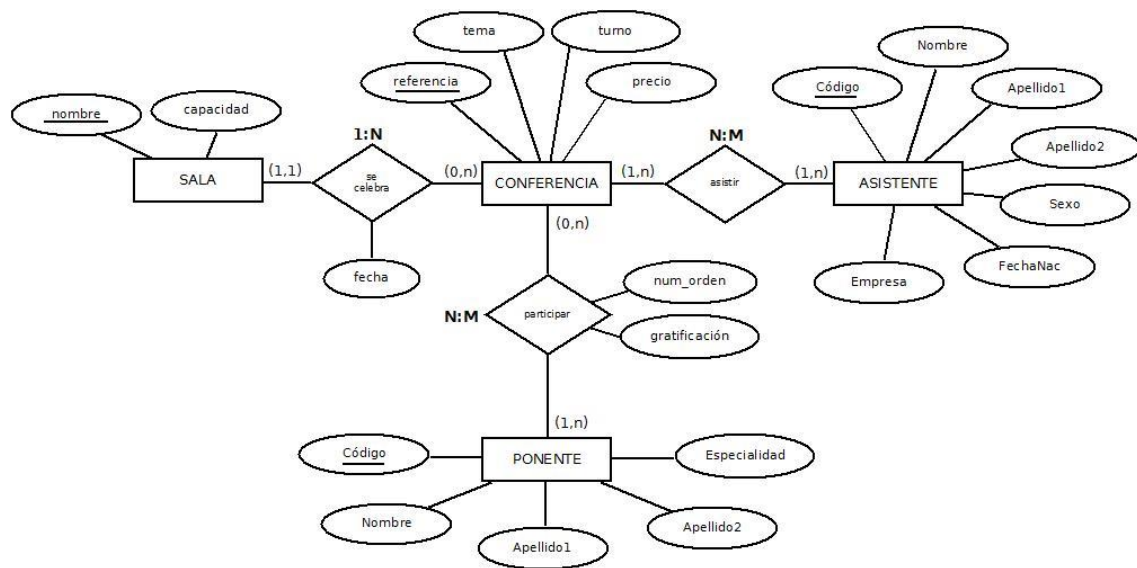 tema
turno
Nombre
referencia
precio
Código
Apellido1
nombre
capacidad
1:N
N:M
Apellido2
SALA
(1,1)
se
celebra
(0,n)
CONFERENCIA
(1,n)
asistir
(1,n)
ASISTENTE
Sexo
(0,n)
fecha
Empresa
FechaNac
num_orden
N:M
participar
gratificación
(1,n)
Código
PONENTE
Especialidad
Nombre
Apellido1
Apellido2